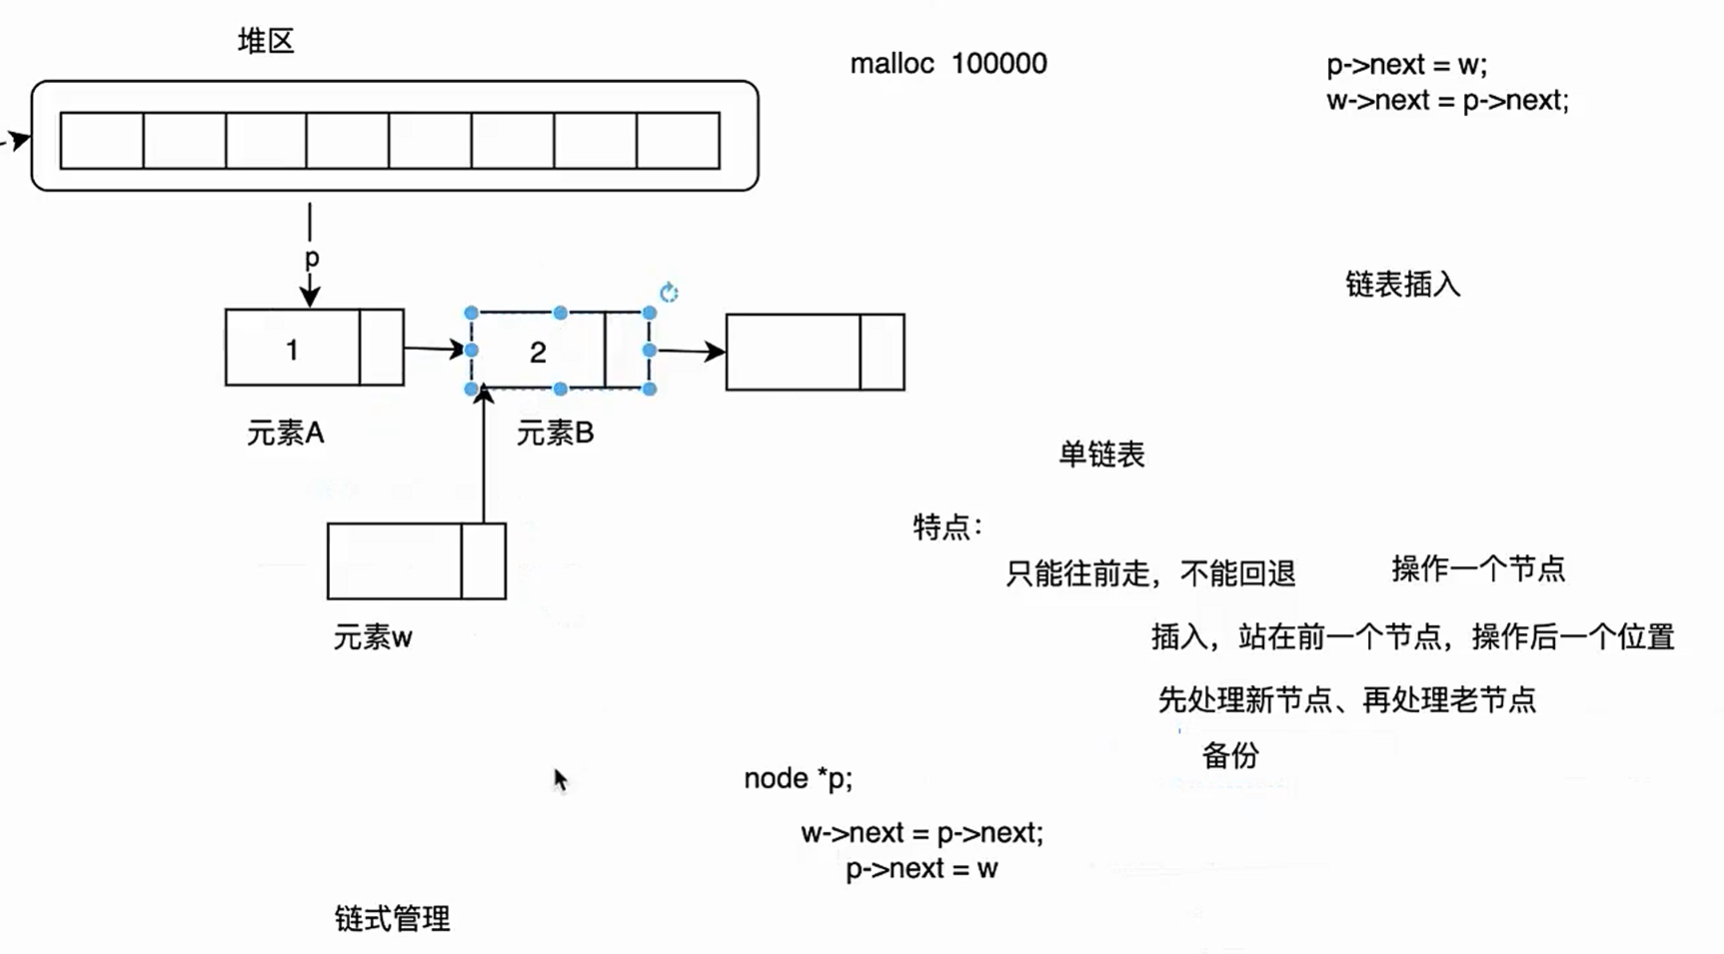 堆区
malloc 100000
p->next = w;
w->next = p->next;
p
链表插入
1
2
元素A
元素B
单链表
特点：
只能往前走，不能回退
操作一个节点
元素w
插入，站在前一个节点，操作后一个位置
先处理新节点、再处理老节点
备份
node *p;
w->next = p->next;
p->next = w
链式管理